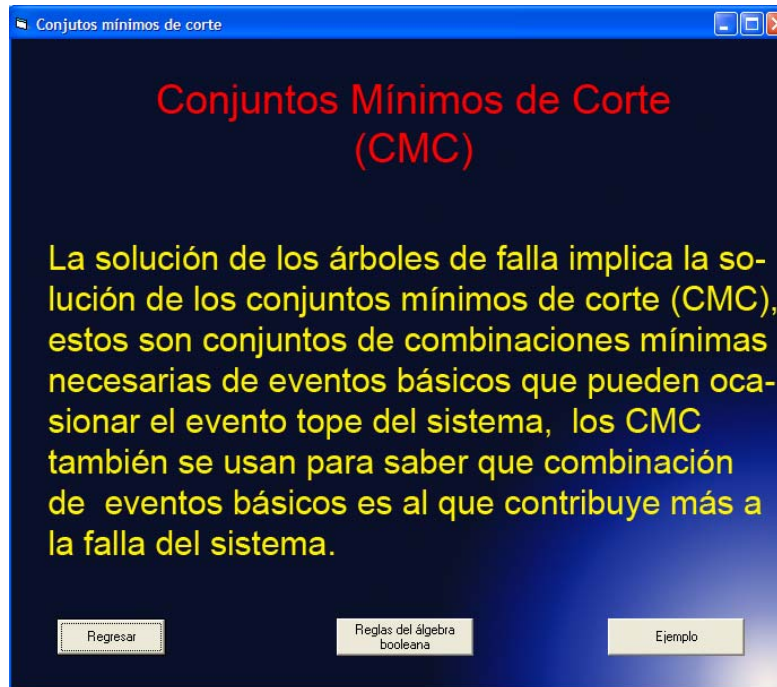 Conjutos mínimos de corte
Conjuntos Mínimos de Corte
(CMC)
La solución de los árboles de falla implica la so-
lución de los conjuntos mínimos de corte (CMC),
estos son conjuntos de combinaciones mínimas
necesarias de eventos básicos que pueden oca-
sionar el evento tope del sistema,  los CMC
también se usan para saber que combinación
de  eventos básicos es al que contribuye más a
la falla del sistema.
Regresar
Reglas del álgebra
booleana
Ejemplo